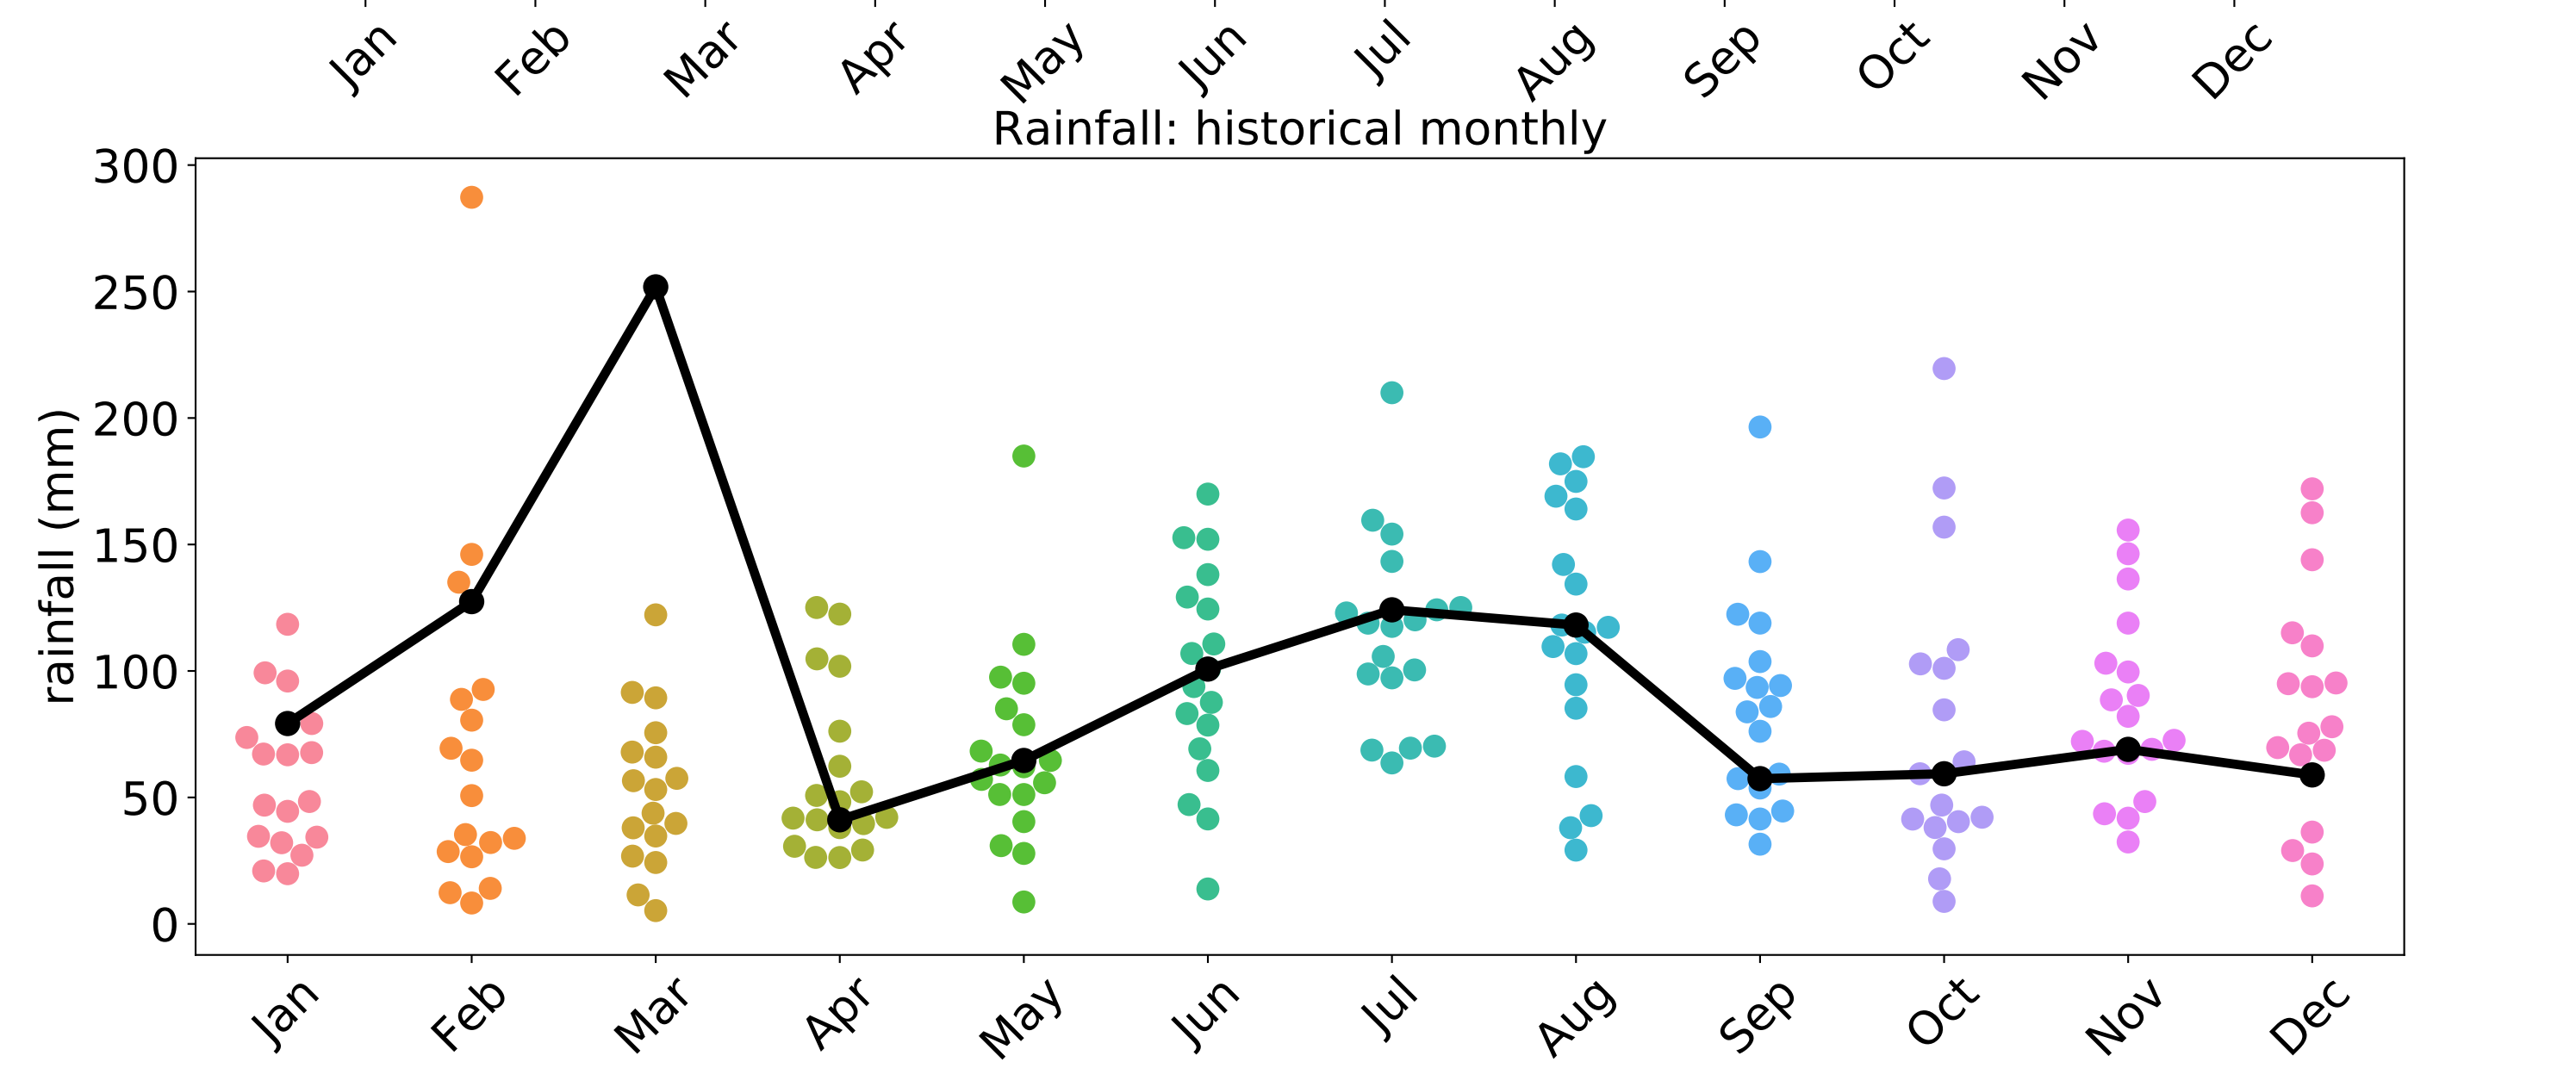 Jan Feb Mar Apr May Jun Jul Aug Sep Oct Nov Dec
Rainfall: historical monthly
300
250
200
150
100
50
0
rainfall (mm)
Jan Feb Mar Apr May Jun Jul Aug Sep Oct Nov Dec